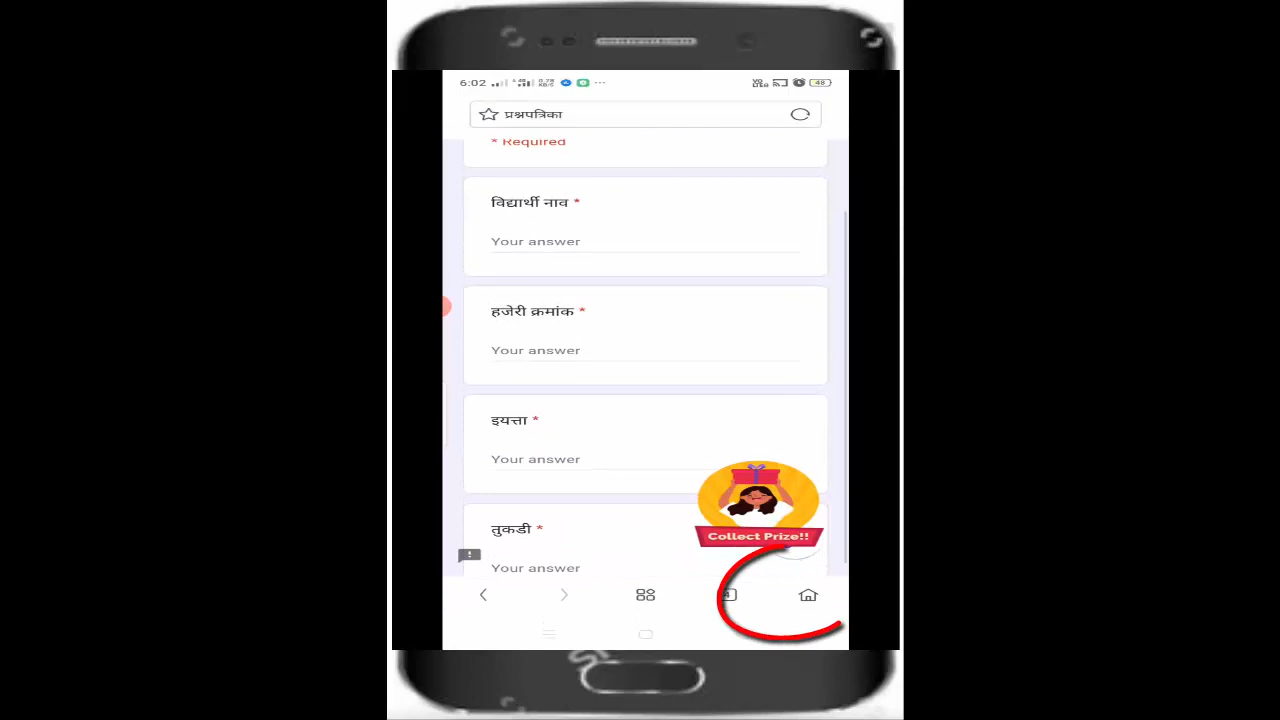 6:02
48
प्रश्नपत्रिका
* Required
विद्यार्थी नाव *
Your answer
हजेरी क्रमांक *
Your answer
इयत्ता *
Your answer
तुकडी *
Collect Prize!!
!
Your answer